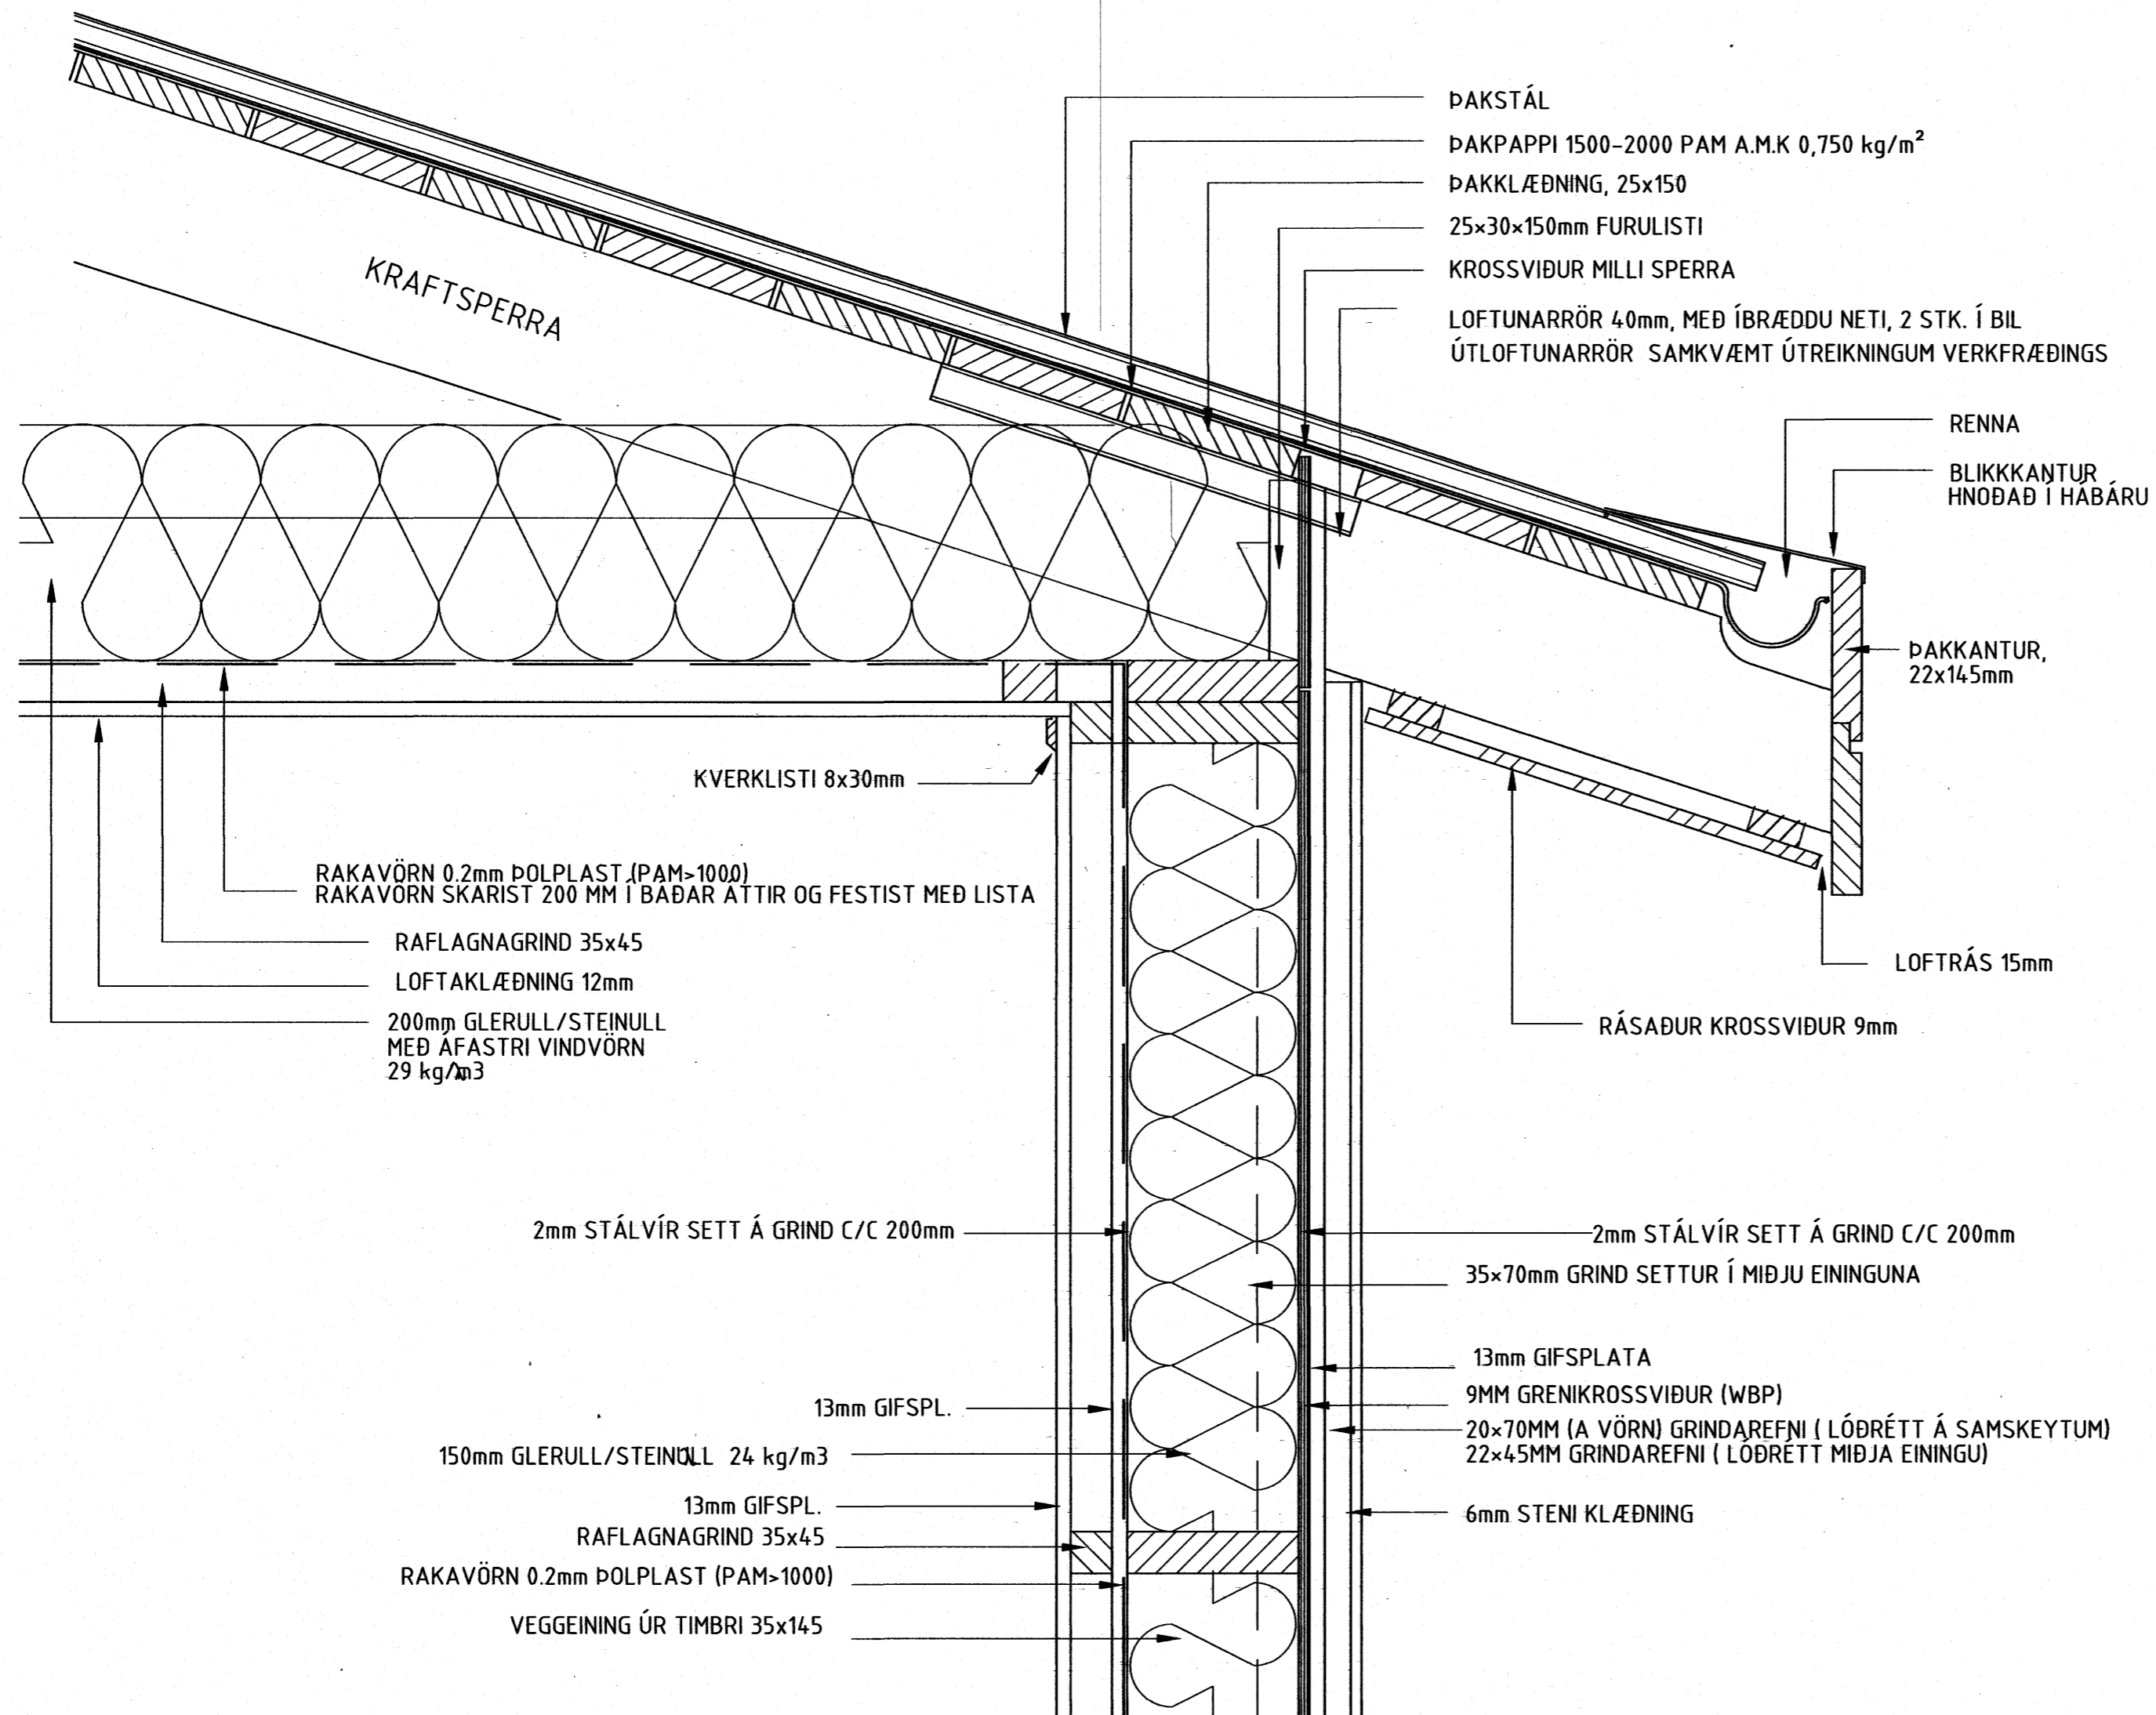 ÞAKSTÁL
ÞAKPAPPI 1500-2000 PAM A.M.K 0,750 kg/m²
ÞAKKLÆÐNING, 25x150
25×30×150mm FURULISTI
KROSSVIÐUR MILLI SPERRA
LOFTUNARRÖR 40mm, MEÐ ÍBRÆDDU NETI, 2 STK. Í BIL
ÚTLOFTUNARRÖR SAMKVÆMT ÚTREIKNINGUM VERKFRÆÐINGS
KRAFTSPERRA
RENNA
BLIKKKANTUR
HNOÐAÐ Í HÁBÁRU
ÞAKKANTUR,
22x145mm
KVERKLISTI 8x30mm
RAKAVÖRN 0.2mm ÞOLPLAST (PAM>1000)
RAKAVÖRN SKARIST 200 MM Í BÁÐAR ÁTTIR OG FESTIST MEÐ LISTA
RAFLAGNAGRIND 35x45
LOFTAKLÆÐNING 12mm
200mm GLERULL/STEINULL
MEÐ ÁFASTRI VINDVÖRN
29 kg/m3
LOFTRÁS 15mm
RÁSAÐUR KROSSVIÐUR 9mm
2mm STÁLVÍR SETT Á GRIND C/C 200mm
2mm STÁLVÍR SETT Á GRIND C/C 200mm
35×70mm GRIND SETTUR Í MIÐJU EININGUNA
13mm GIFSPLATA
9MM GRENIKROSSVIÐUR (WBP)
20×70MM (A VÖRN) GRINDAREFNI ( LÓÐRÉTT Á SAMSKEYTUM)
22×45MM GRINDAREFNI ( LÓÐRÉTT MIÐJA EININGU)
6mm STENI KLÆÐNING
13mm GIFSPL.
150mm GLERULL/STEINULL 24 kg/m3
13mm GIFSPL.
RAFLAGNAGRIND 35x45
RAKAVÖRN 0.2mm ÞOLPLAST (PAM>1000)
VEGGEINING ÚR TIMBRI 35x145